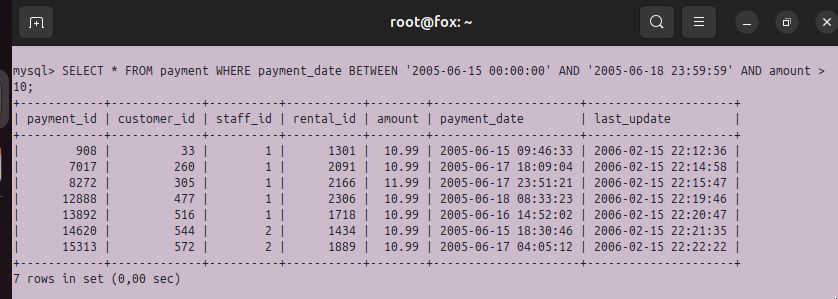 root@fox: ~
mysql> SELECT * FROM payment WHERE payment_date BETWEEN '2005-06-15 00:00:00' AND '2005-06-18 23:59:59' AND amount >
10;
+------------+-------------+----------+-----------+--------+---------------------+---------------------+
| payment_id | customer_id | staff_id | rental_id | amount | payment_date        | last_update         |
+------------+-------------+----------+-----------+--------+---------------------+---------------------+
|        908 |          33 |        1 |      1301 |  10.99 | 2005-06-15 09:46:33 | 2006-02-15 22:12:36 |
|       7017 |         260 |        1 |      2091 |  10.99 | 2005-06-17 18:09:04 | 2006-02-15 22:14:58 |
|       8272 |         305 |        1 |      2166 |  11.99 | 2005-06-17 23:51:21 | 2006-02-15 22:15:47 |
|      12888 |         477 |        1 |      2306 |  10.99 | 2005-06-18 08:33:23 | 2006-02-15 22:19:46 |
|      13892 |         516 |        1 |      1718 |  10.99 | 2005-06-16 14:52:02 | 2006-02-15 22:20:47 |
|      14620 |         544 |        2 |      1434 |  10.99 | 2005-06-15 18:30:46 | 2006-02-15 22:21:35 |
|      15313 |         572 |        2 |      1889 |  10.99 | 2005-06-17 04:05:12 | 2006-02-15 22:22:22 |
+------------+-------------+----------+-----------+--------+---------------------+---------------------+
7 rows in set (0,00 sec)